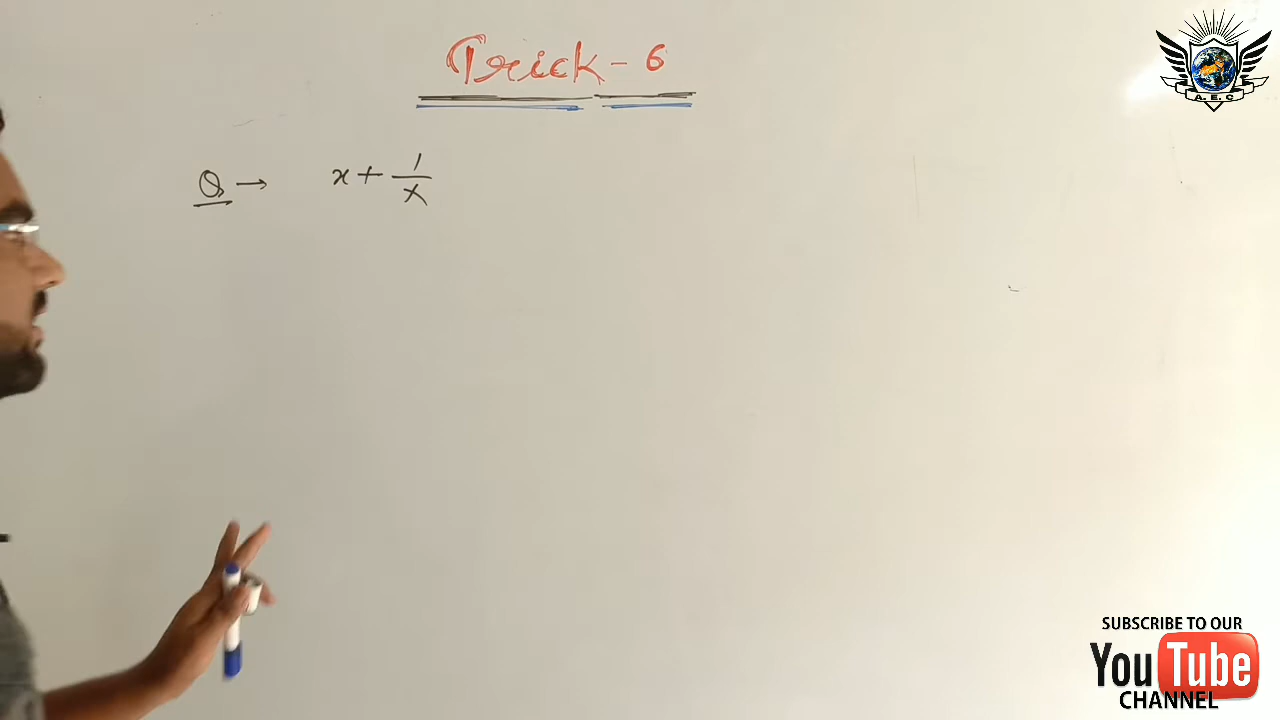 Trick - 6
Q → x + 1/x
A. E. C
SUBSCRIBE TO OUR
YouTube
CHANNEL